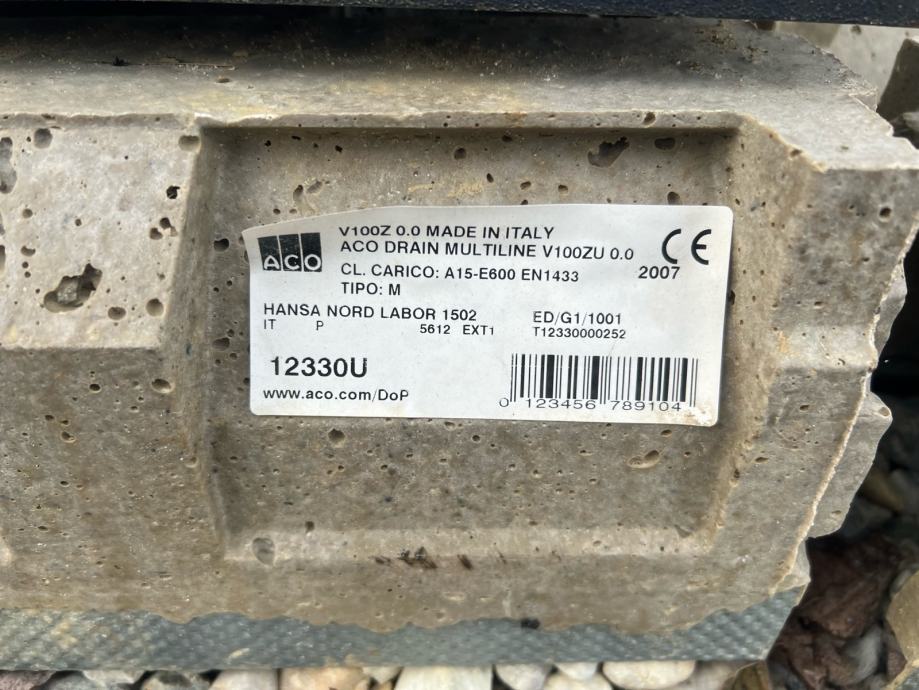 ACO
V100Z 0.0 MADE IN ITALY
ACO DRAIN MULTILINE V100ZU 0.0
CE
CL. CARICO: A15-E600 EN1433
2007
TIPO: M
HANSA NORD LABOR 1502
ED/G1/1001
IT P 5612 EXT1
T12330000252
12330U
www.aco.com/DoP
0 123456 789104